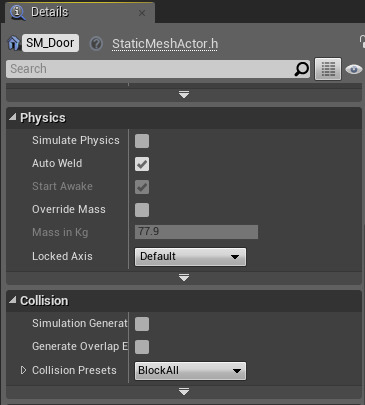 Details
SM_Door StaticMeshActor.h
Search
Physics
Simulate Physics
Auto Weld
Start Awake
Override Mass
Mass in Kg 77.9
Locked Axis Default
Collision
Simulation Generat
Generate Overlap E
Collision Presets BlockAll